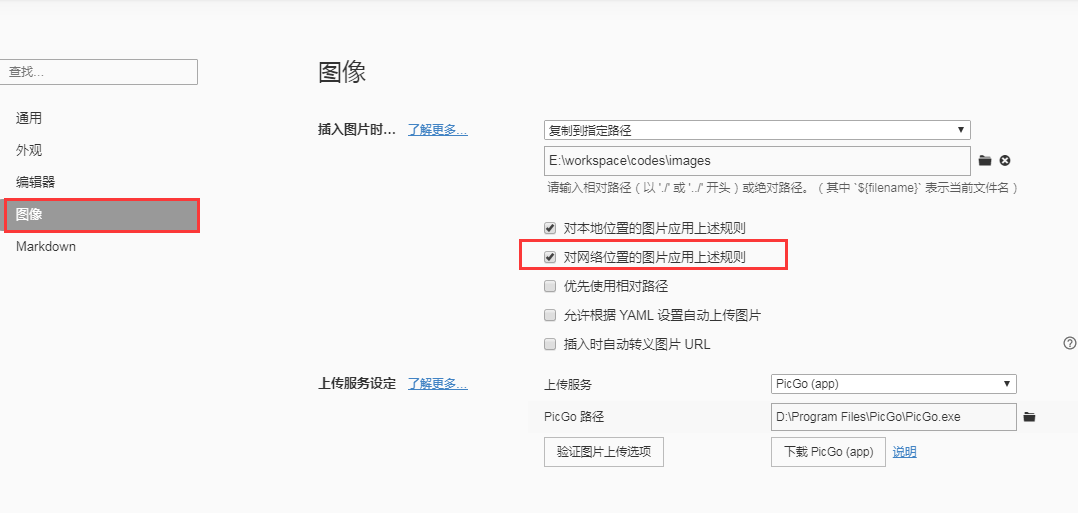 查找...
通用
外观
编辑器
图像
Markdown
图像
插入图片时... 了解更多...
复制到指定路径
E:\workspace\codes\images
请输入相对路径（以 './' 或 '../' 开头）或绝对路径。（其中 `${filename}` 表示当前文件名）
对本地位置的图片应用上述规则
对网络位置的图片应用上述规则
优先使用相对路径
允许根据 YAML 设置自动上传图片
插入时自动转义图片 URL
上传服务设定 了解更多...
上传服务 PicGo (app)
PicGo 路径 D:\Program Files\PicGo\PicGo.exe
验证图片上传选项 下载 PicGo (app) 说明